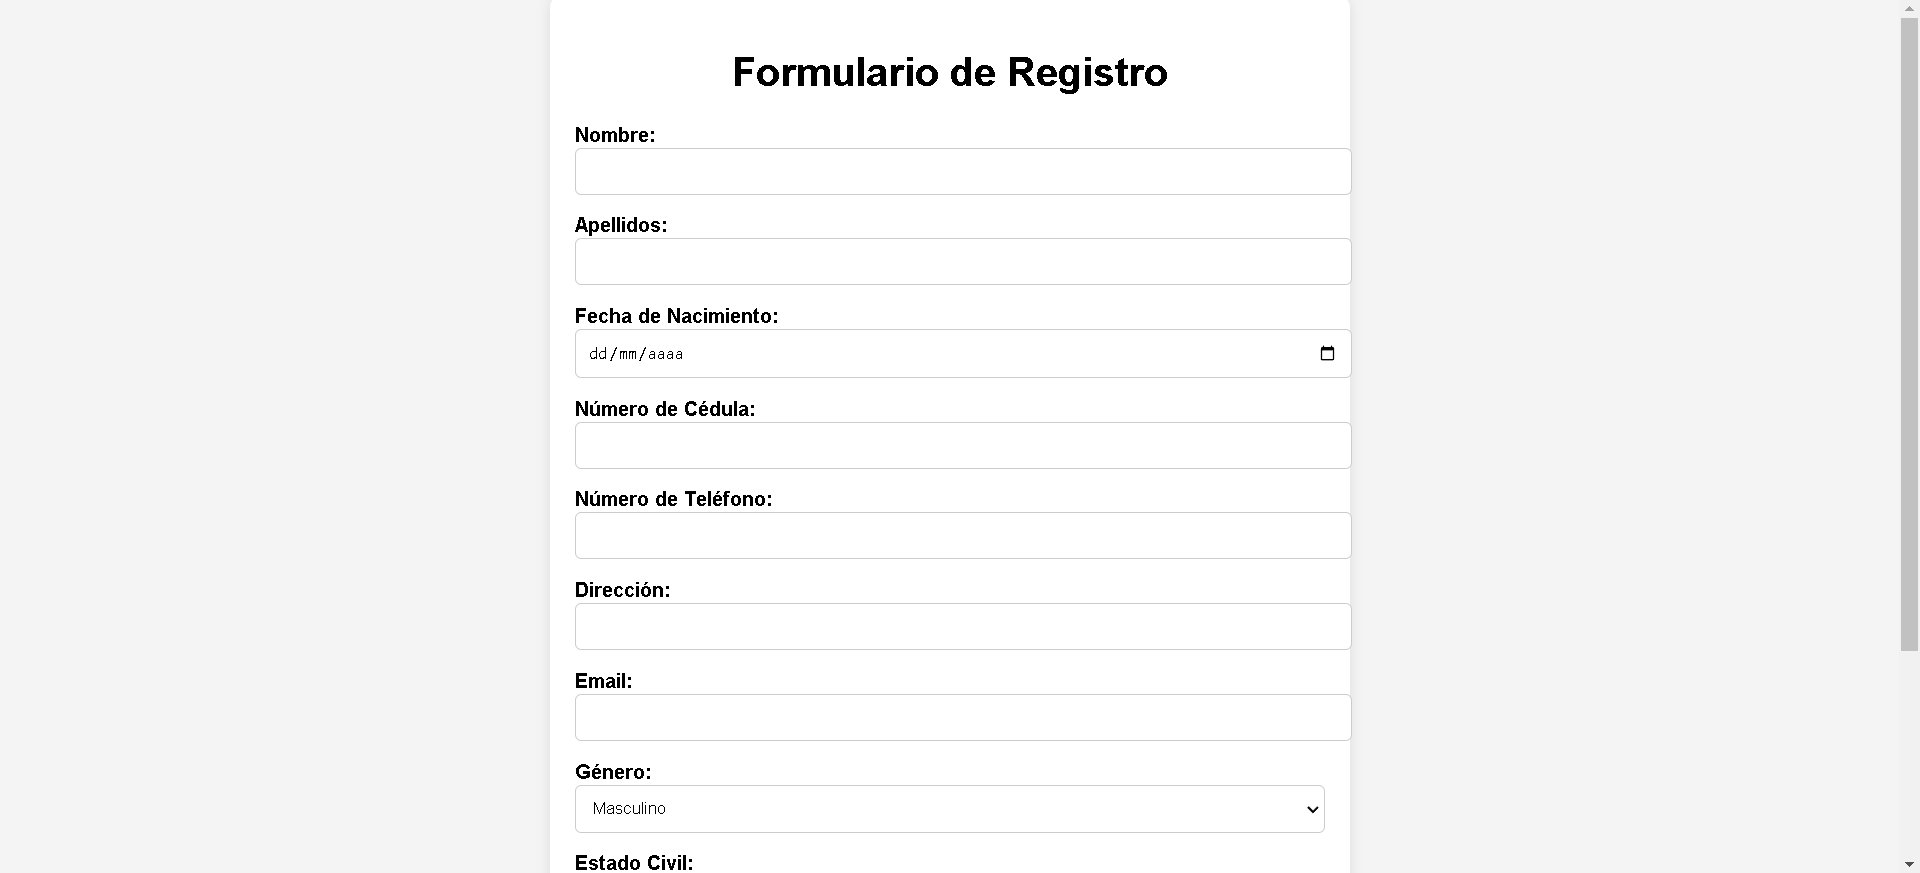 Formulario de Registro
Nombre:
Apellidos:
Fecha de Nacimiento:
dd/mm/aaaa
Número de Cédula:
Número de Teléfono:
Dirección:
Email:
Género:
Masculino
Estado Civil: